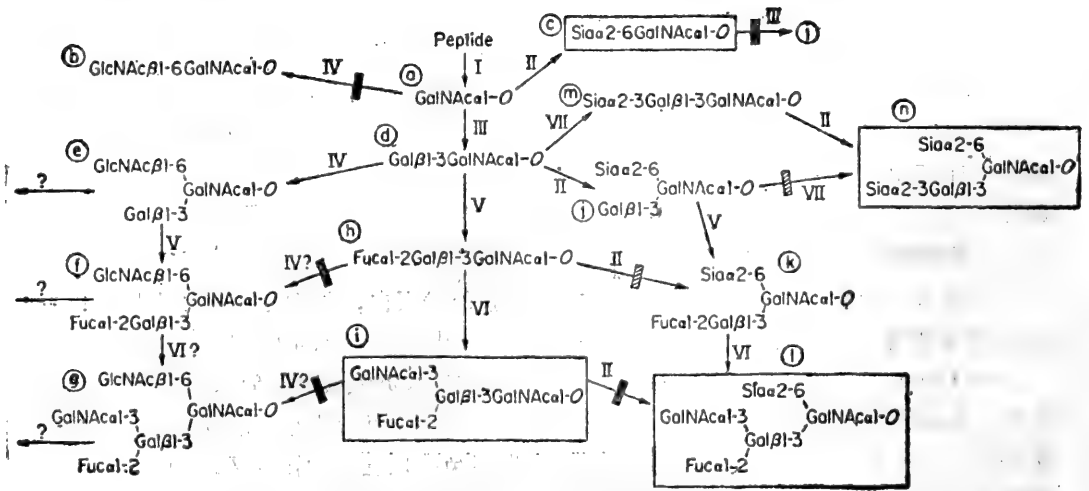 Peptide
I
ⓐ
GalNAcα1-O
IV
ⓑ
GlcNAcβ1-6GalNAcα1-O
II
ⓒ
Siaα2-6GalNAcα1-O
III
ⓙ
III
ⓓ
Galβ1-3GalNAcα1-O
VII
ⓜ
Siaα2-3Galβ1-3GalNAcα1-O
II
ⓝ
Siaα2-6
GalNAcα1-O
Siaα2-3Galβ1-3
IV
ⓔ
GlcNAcβ1-6
GalNAcα1-O
Galβ1-3
?
II
Siaα2-6
GalNAcα1-O
ⓙ
Galβ1-3
VII
V
V
V
ⓕ
GlcNAcβ1-6
GalNAcα1-O
Fucα1-2Galβ1-3
?
IV?
ⓗ
Fucα1-2Galβ1-3GalNAcα1-O
II
ⓚ
Siaα2-6
GalNAcα1-O
Fucα1-2Galβ1-3
VI?
VI
VI
ⓖ
GlcNAcβ1-6
GalNAcα1-O
GalNAcα1-3
Galβ1-3
Fucα1-2
?
IV?
ⓘ
GalNAcα1-3
Galβ1-3GalNAcα1-O
Fucα1-2
II
ⓛ
Siaα2-6
GalNAcα1-3
GalNAcα1-O
Galβ1-3
Fucα1-2